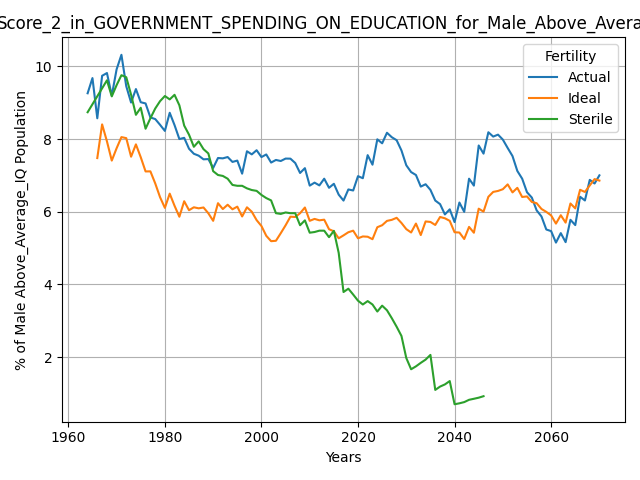 Score_2_in_GOVERNMENT_SPENDING_ON_EDUCATION_for_Male_Above_Avera
% of Male Above_Average_IQ Population
10
8
6
4
2
Fertility
Actual
Ideal
Sterile
1960 1980 2000 2020 2040 2060
Years